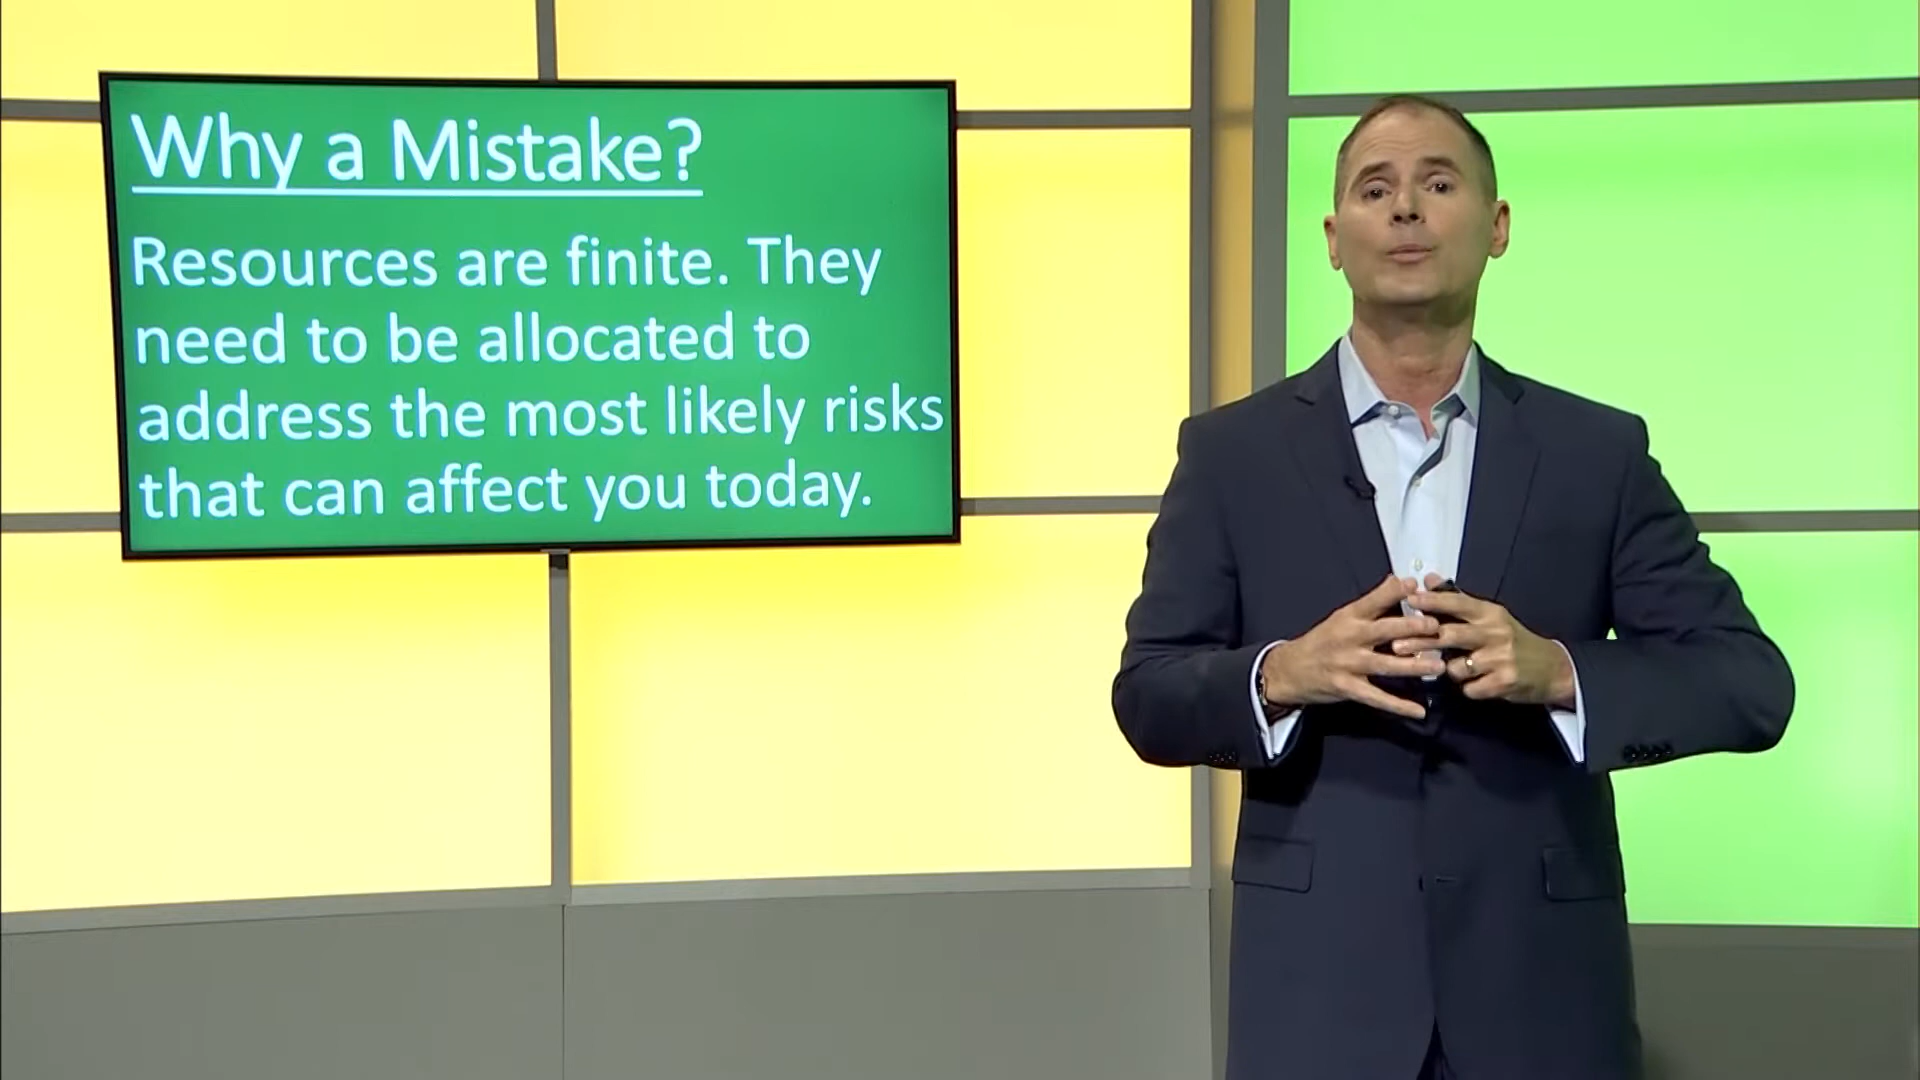 Why a Mistake?
Resources are finite. They
need to be allocated to
address the most likely risks
that can affect you today.